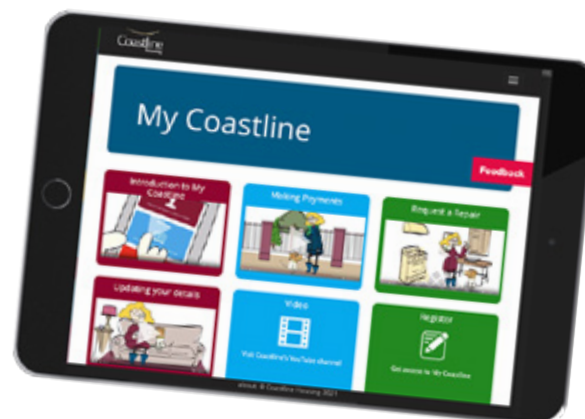 Coastline
My Coastline
Feedback
Introduction to My
Coastline
Making Payments
Request a Repair
Updating your details
Video
Visit Coastline's YouTube channel
Register
Get access to My Coastline
about © Coastline Housing 2021